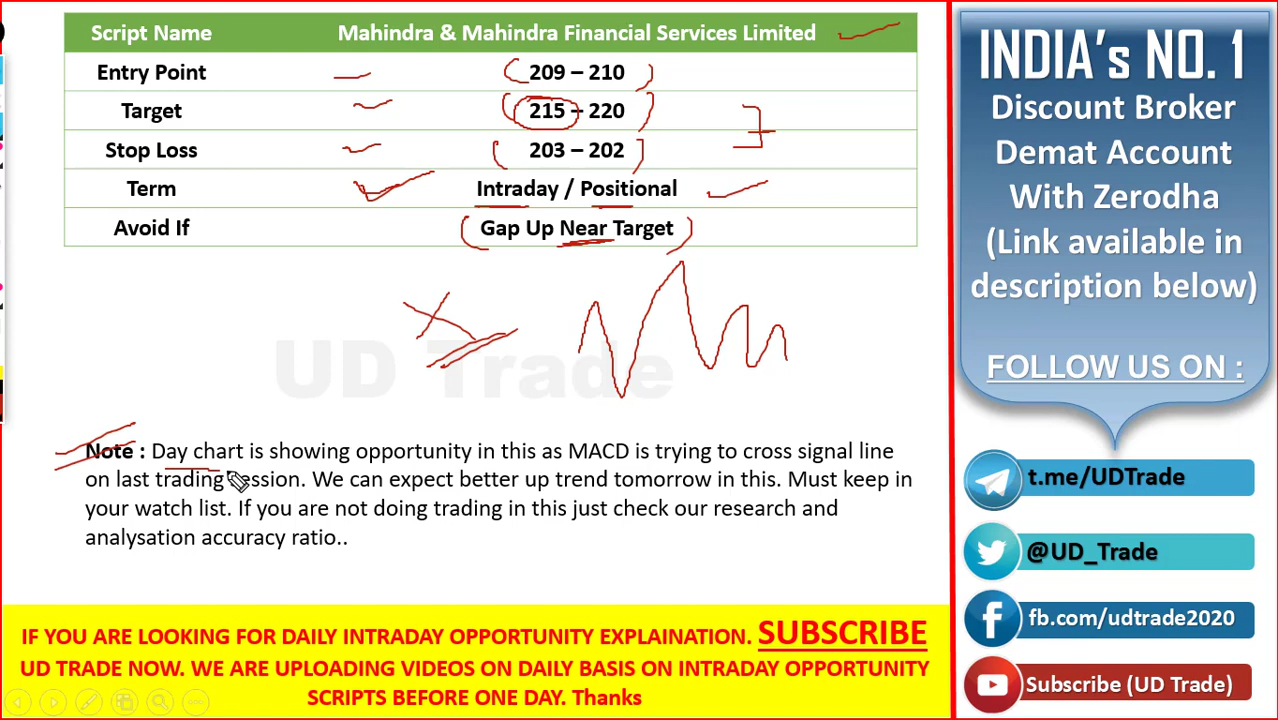 Script Name Mahindra & Mahindra Financial Services Limited
Entry Point 209 – 210
Target 215 – 220
Stop Loss 203 – 202
Term Intraday / Positional
Avoid If Gap Up Near Target
UD Trade
Note : Day chart is showing opportunity in this as MACD is trying to cross signal line
on last trading session. We can expect better up trend tomorrow in this. Must keep in
your watch list. If you are not doing trading in this just check our research and
analysation accuracy ratio..
IF YOU ARE LOOKING FOR DAILY INTRADAY OPPORTUNITY EXPLAINATION. SUBSCRIBE
UD TRADE NOW. WE ARE UPLOADING VIDEOS ON DAILY BASIS ON INTRADAY OPPORTUNITY
SCRIPTS BEFORE ONE DAY. Thanks
INDIA's NO. 1
Discount Broker
Demat Account
With Zerodha
(Link available in
description below)
FOLLOW US ON :
t.me/UDTrade
@UD_Trade
fb.com/udtrade2020
Subscribe (UD Trade)